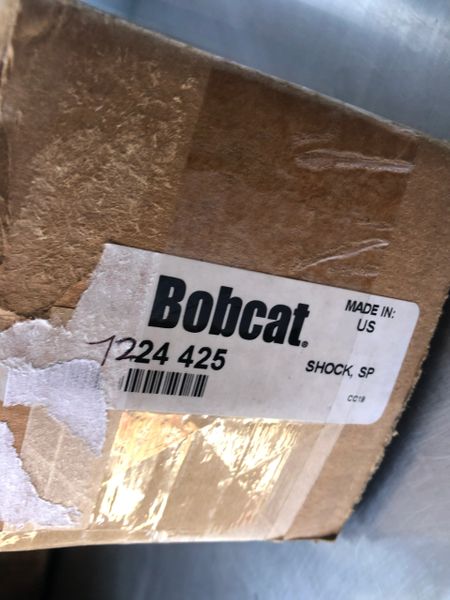 Bobcat.
MADE IN:
US
7224 425
SHOCK, SP
CC19